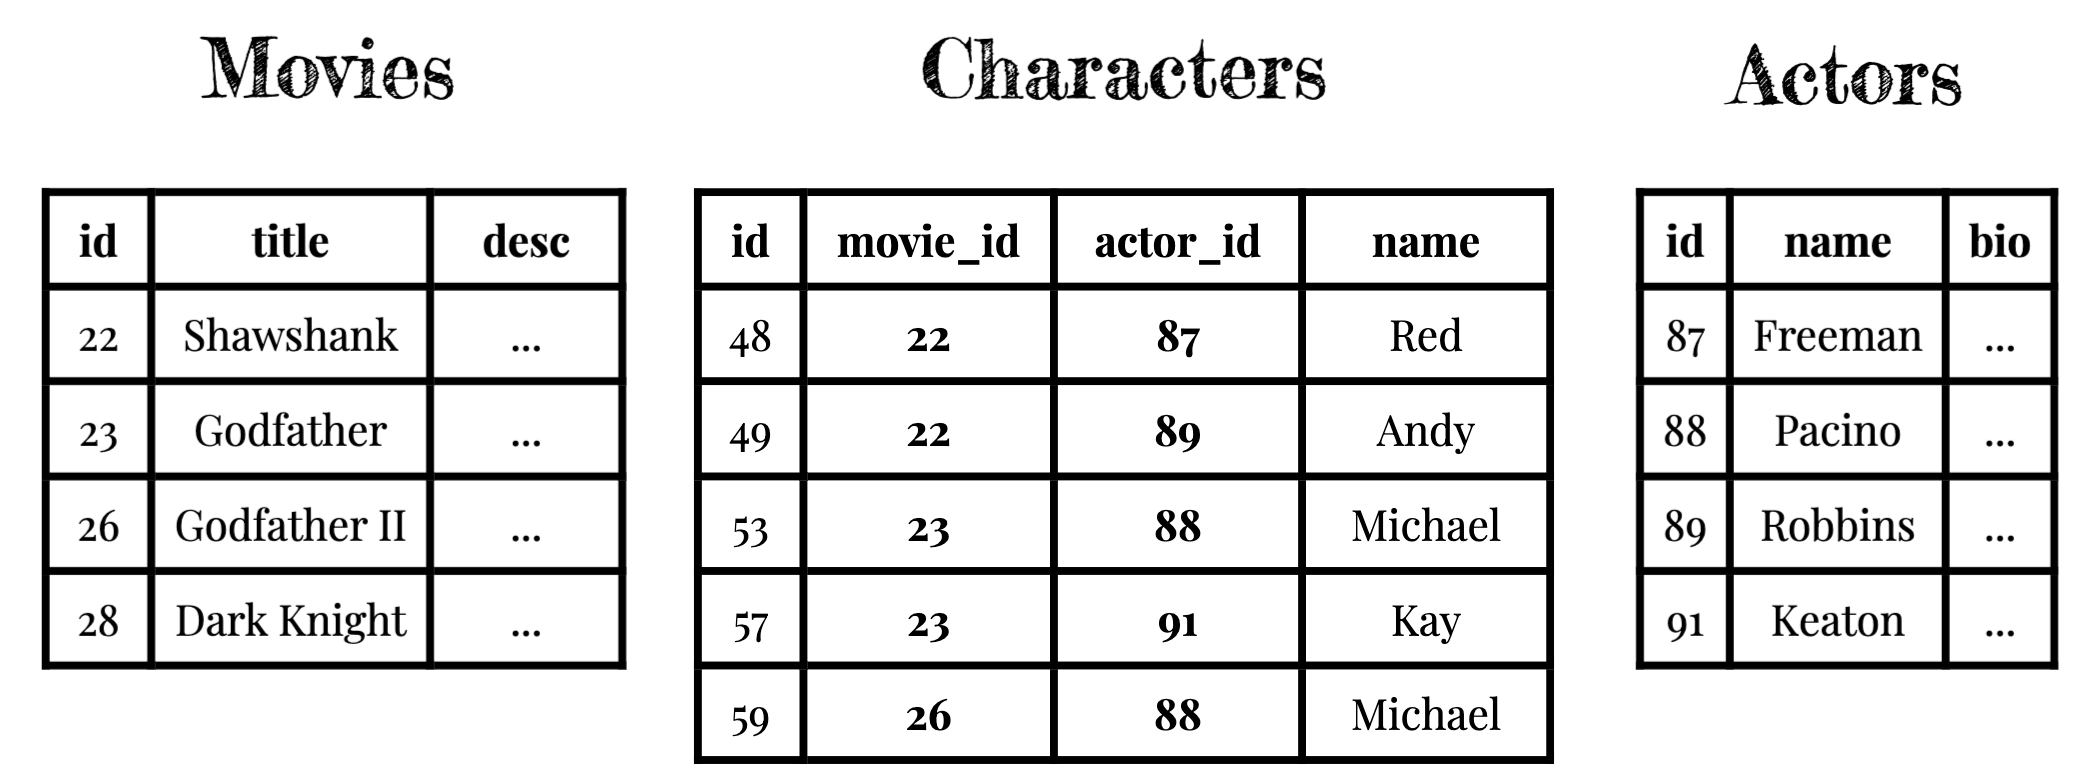 Movies
id title desc
22 Shawshank ...
23 Godfather ...
26 Godfather II ...
28 Dark Knight ...
Characters
id movie_id actor_id name
48 22 87 Red
49 22 89 Andy
53 23 88 Michael
57 23 91 Kay
59 26 88 Michael
Actors
id name bio
87 Freeman ...
88 Pacino ...
89 Robbins ...
91 Keaton ...